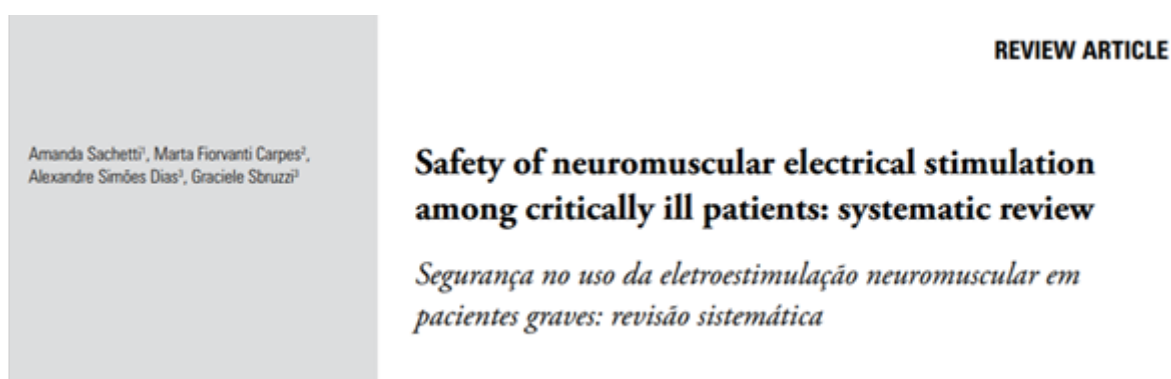 REVIEW ARTICLE
Amanda Sachetti¹, Marta Fiorvanti Carpes²,
Alexandre Simões Dias³, Graciele Sbruzzi³
Safety of neuromuscular electrical stimulation
among critically ill patients: systematic review
Segurança no uso da eletroestimulação neuromuscular em
pacientes graves: revisão sistemática